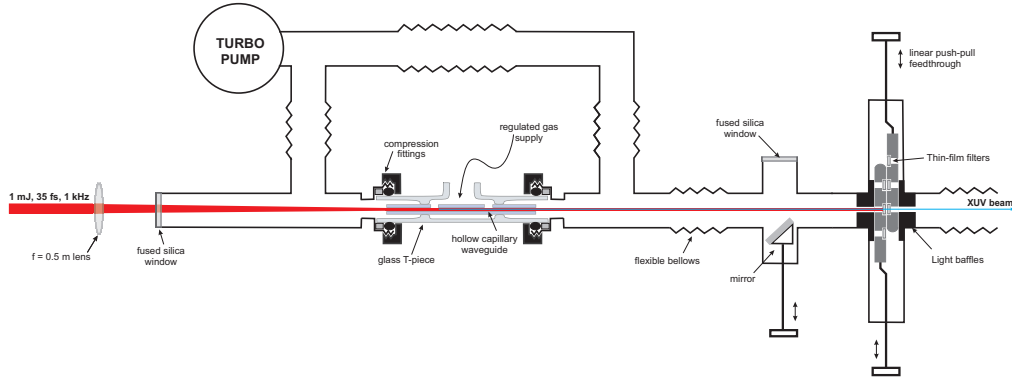 TURBO
PUMP
linear push-pull
feedthrough
regulated gas
supply
fused silica
window
compression
fittings
Thin-film filters
1 mJ, 35 fs, 1 kHz
XUV beam
hollow capillary
waveguide
fused silica
window
f = 0.5 m lens
glass T-piece
flexible bellows
mirror
Light baffles